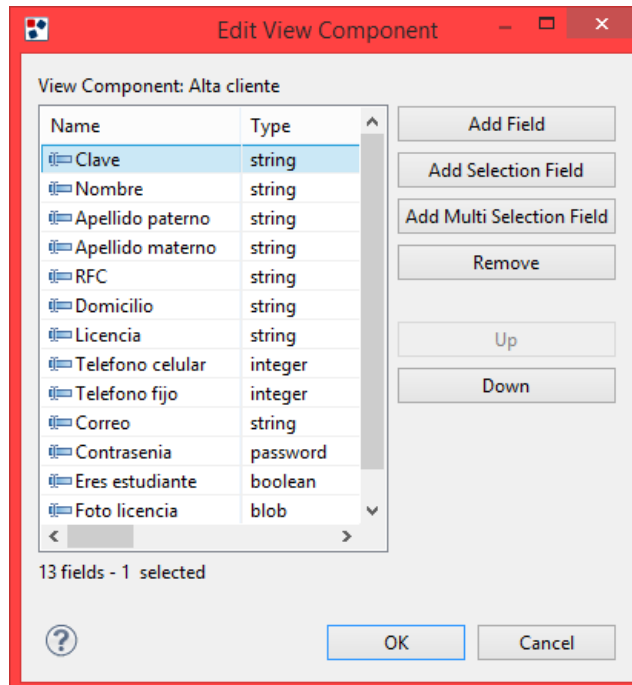 Edit View Component
View Component: Alta cliente
Name Type
Clave string
Nombre string
Apellido paterno string
Apellido materno string
RFC string
Domicilio string
Licencia string
Telefono celular integer
Telefono fijo integer
Correo string
Contrasenia password
Eres estudiante boolean
Foto licencia blob
13 fields - 1 selected
Add Field
Add Selection Field
Add Multi Selection Field
Remove
Up
Down
?
OK Cancel